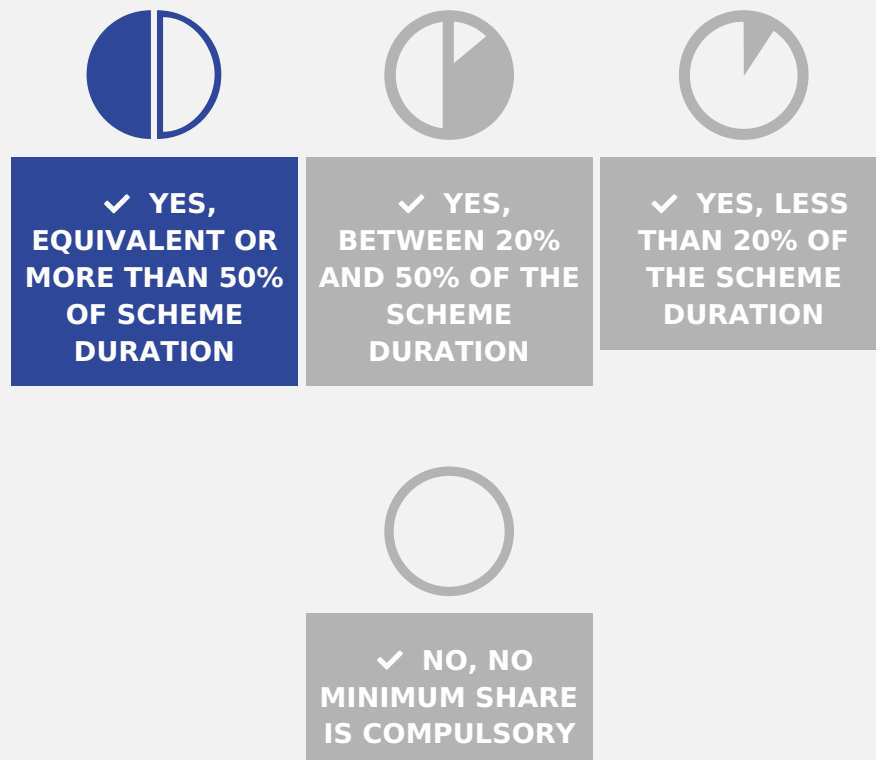 ✔ YES,
EQUIVALENT OR
MORE THAN 50%
OF SCHEME
DURATION
✔ YES,
BETWEEN 20%
AND 50% OF THE
SCHEME
DURATION
✔ YES, LESS
THAN 20% OF
THE SCHEME
DURATION
✔ NO, NO
MINIMUM SHARE
IS COMPULSORY